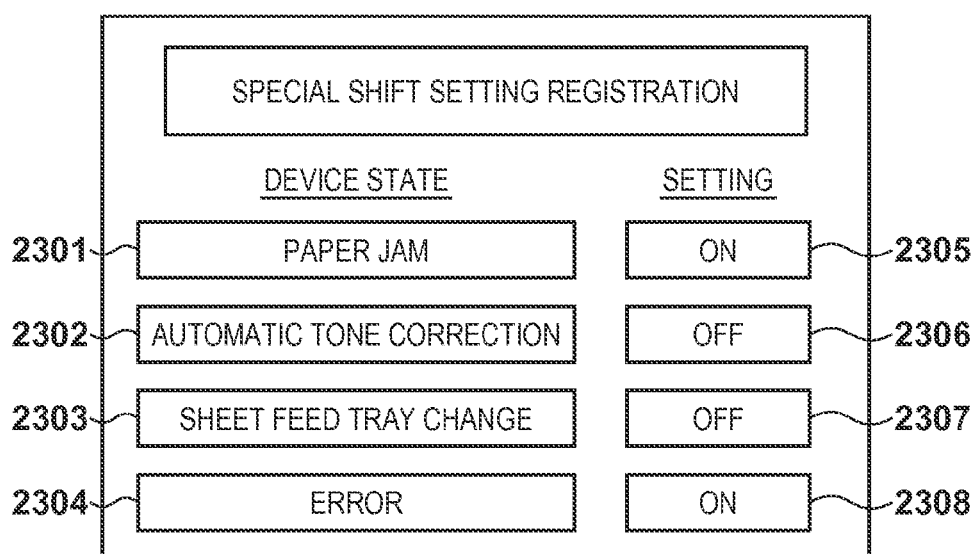 SPECIAL SHIFT SETTING REGISTRATION
DEVICE STATE SETTING
2301 PAPER JAM ON 2305
2302 AUTOMATIC TONE CORRECTION OFF 2306
2303 SHEET FEED TRAY CHANGE OFF 2307
2304 ERROR ON 2308